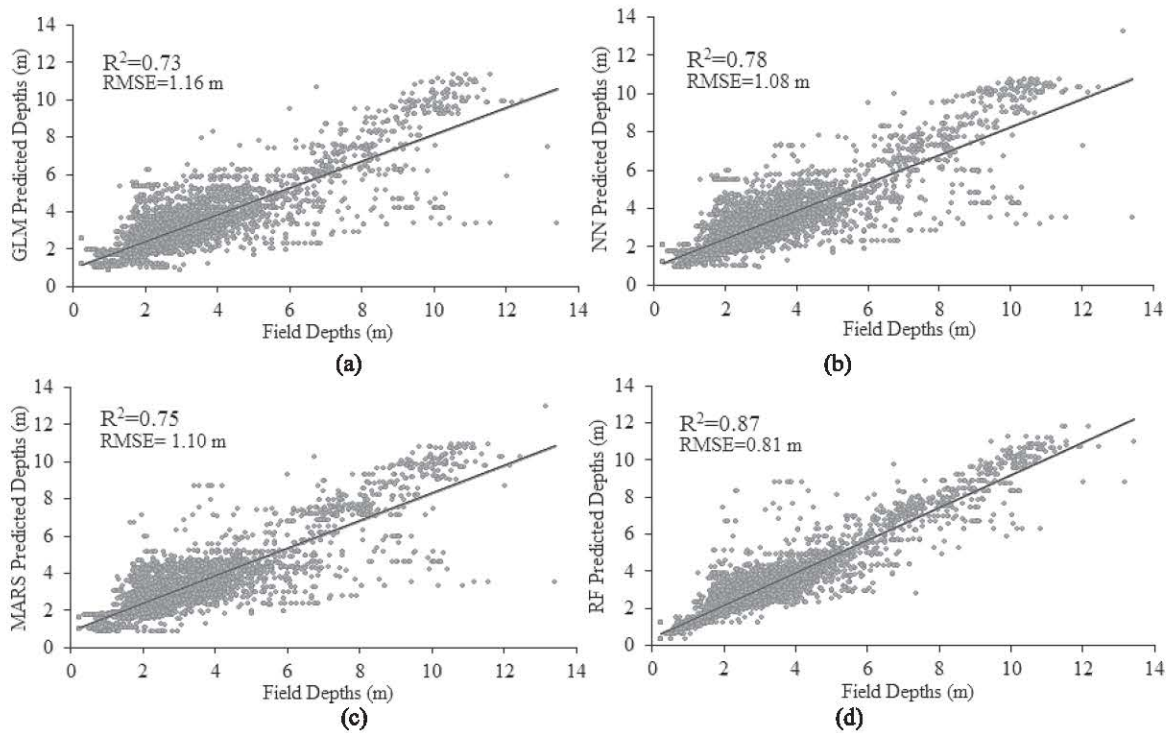 14
12
10
8
6
4
2
0
GLM Predicted Depths (m)
R²=0.73
RMSE=1.16 m
0 2 4 6 8 10 12 14
Field Depths (m)
(a)
14
12
10
8
6
4
2
0
NN Predicted Depths (m)
R²=0.78
RMSE=1.08 m
0 2 4 6 8 10 12 14
Field Depths (m)
(b)
14
12
10
8
6
4
2
0
MARS Predicted Depths (m)
R²=0.75
RMSE= 1.10 m
0 2 4 6 8 10 12 14
Field Depths (m)
(c)
14
12
10
8
6
4
2
0
RF Predicted Depths (m)
R²=0.87
RMSE=0.81 m
0 2 4 6 8 10 12 14
Field Depths (m)
(d)